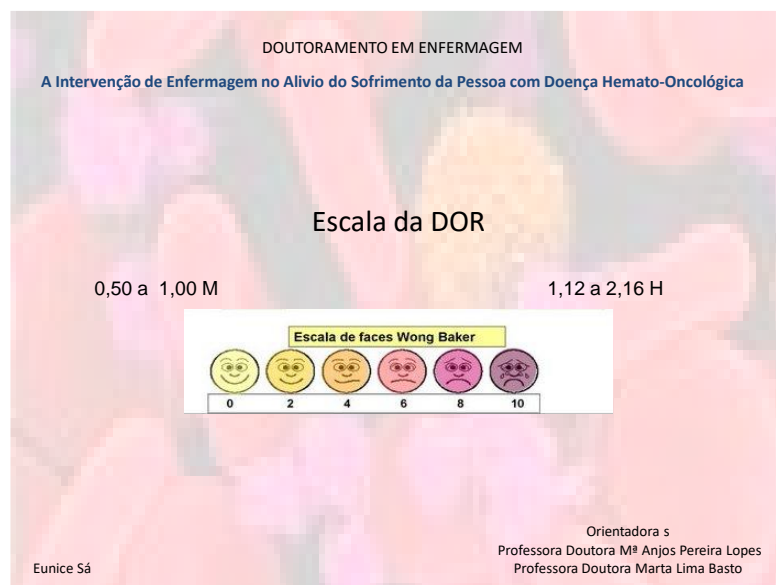 DOUTORAMENTO EM ENFERMAGEM
A Intervenção de Enfermagem no Alivio do Sofrimento da Pessoa com Doença Hemato-Oncológica
Escala da DOR
0,50 a 1,00 M
1,12 a 2,16 H
Escala de faces Wong Baker
0 2 4 6 8 10
Orientadora s
Professora Doutora Mª Anjos Pereira Lopes
Professora Doutora Marta Lima Basto
Eunice Sá